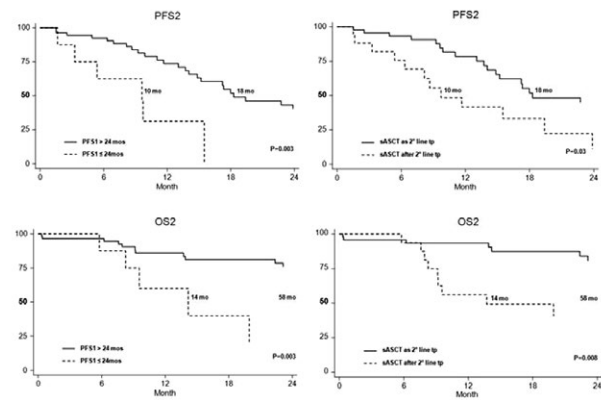 PFS2
100
75
50
25
0
10 mo
18 mo
PFS1 > 24 mos
PFS1 ≤ 24mos
P=0.003
0 6 12 18 24
Month
PFS2
100
75
50
25
0
10 mo
18 mo
sASCT as 2° line tp
sASCT after 2° line tp
P=0.03
0 6 12 18 24
Month
OS2
100
75
50
25
0
14 mo
58 mo
PFS1 > 24 mos
PFS1 ≤ 24mos
P=0.003
0 6 12 18 24
Month
OS2
100
75
50
25
0
14 mo
58 mo
sASCT as 2° line tp
sASCT after 2° line tp
P=0.008
0 6 12 18 24
Month